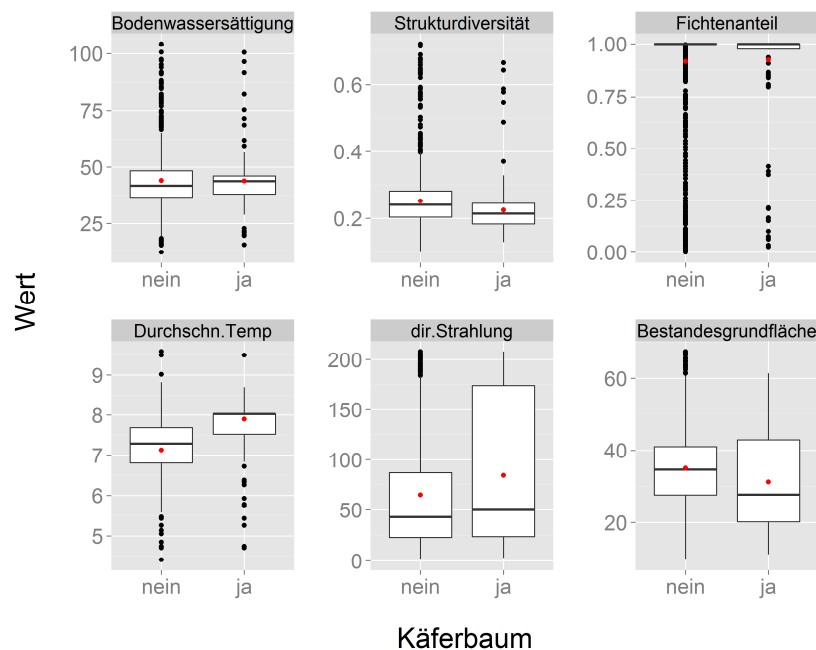 Bodenwassersättigung
Strukturdiversität
Fichtenanteil
100
75
50
25
0.6
0.4
0.2
1.00
0.75
0.50
0.25
0.00
nein ja
nein ja
nein ja
Wert
Durchschn.Temp
dir.Strahlung
Bestandesgrundfläche
9
8
7
6
5
200
150
100
50
0
60
40
20
nein ja
nein ja
nein ja
Käferbaum